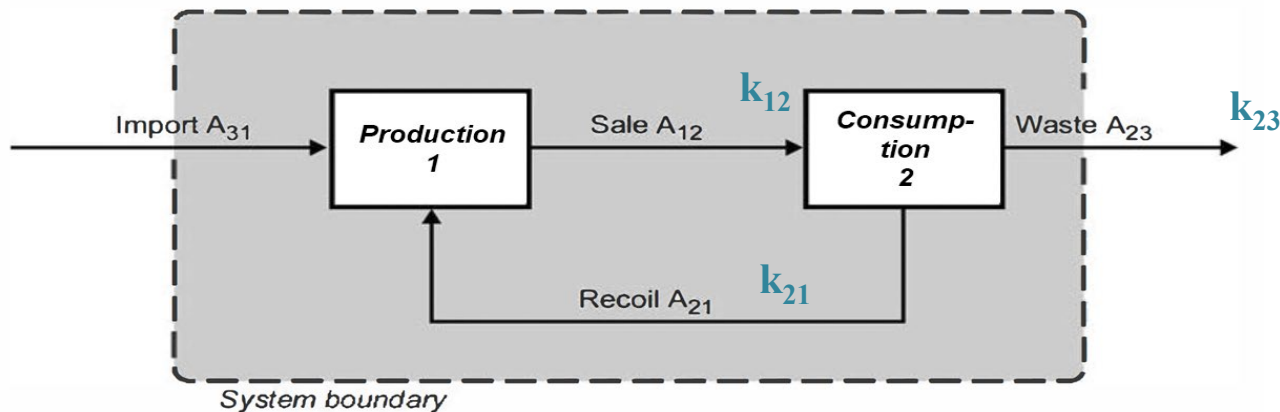 k₁₂
k₂₃
Import A₃₁
Production
1
Sale A₁₂
Consump-
tion
2
Waste A₂₃
Recoil A₂₁
k₂₁
System boundary